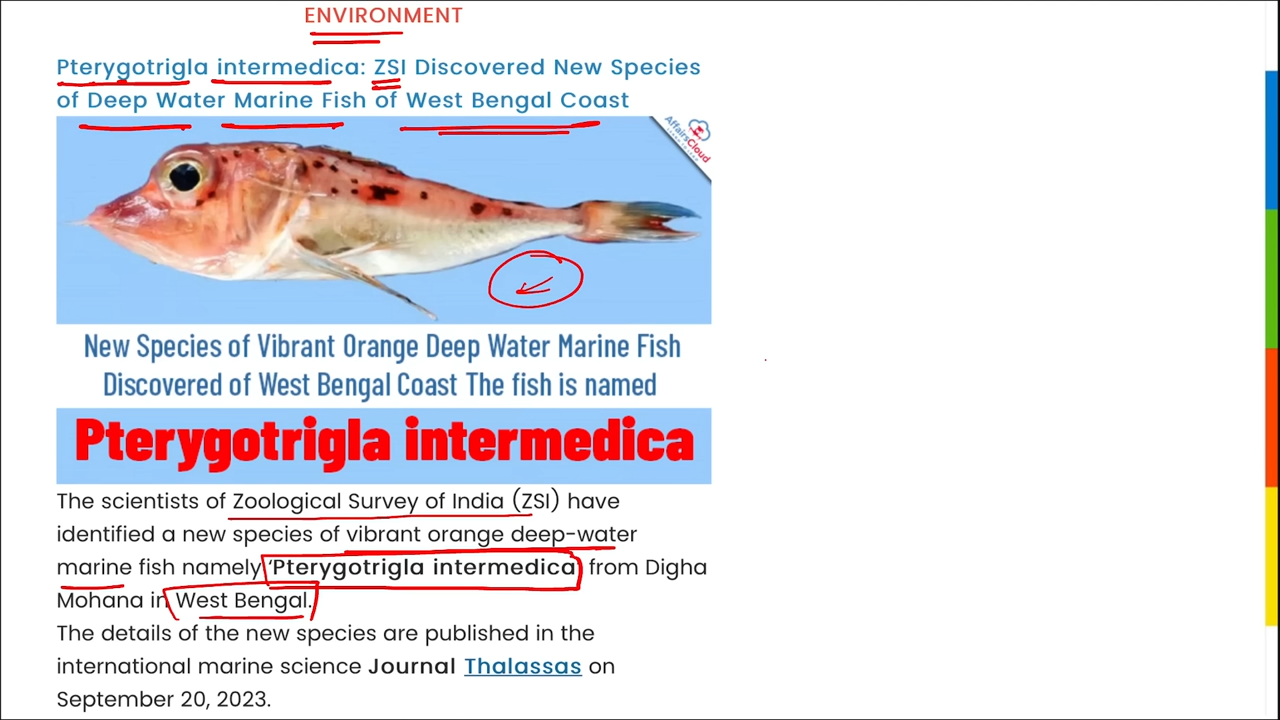 ENVIRONMENT
Pterygotrigla intermedica: ZSI Discovered New Species
of Deep Water Marine Fish of West Bengal Coast
AffairsCloud
New Species of Vibrant Orange Deep Water Marine Fish
Discovered of West Bengal Coast The fish is named
Pterygotrigla intermedica
The scientists of Zoological Survey of India (ZSI) have
identified a new species of vibrant orange deep-water
marine fish namely ‘Pterygotrigla intermedica from Digha
Mohana in West Bengal.
The details of the new species are published in the
international marine science Journal Thalassas on
September 20, 2023.